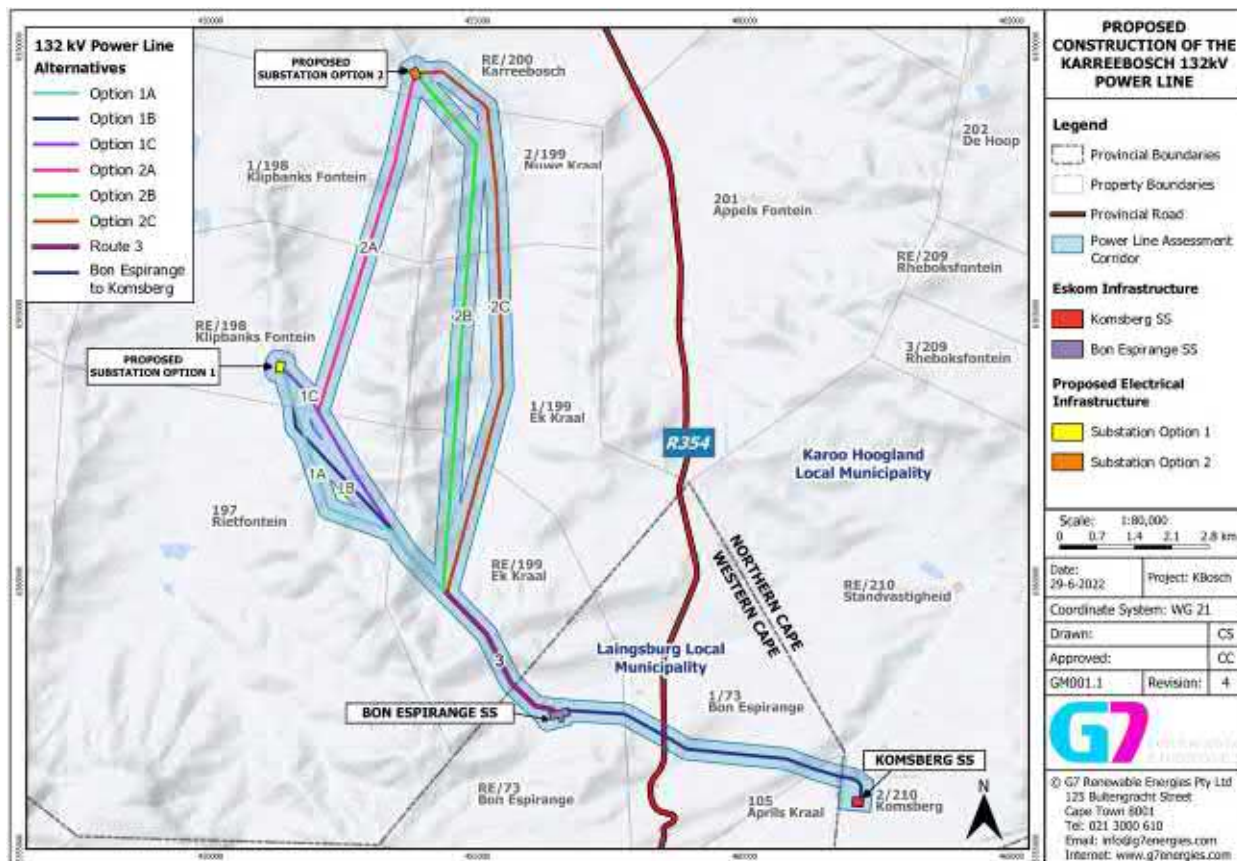 132 kV Power Line
Alternatives
Option 1A
Option 1B
Option 1C
Option 2A
Option 2B
Option 2C
Route 3
Bon Espirange
to Komsberg
PROPOSED
SUBSTATION OPTION 2
RE/200
Karreebosch
202
De Hoop
1/198
Klipbanks Fontein
2/199
Nuwe Kraal
201
Appels Fontein
2A
RE/209
Rheboksfontein
2B
2C
RE/198
Klipbanks Fontein
3/209
Rheboksfontein
PROPOSED
SUBSTATION OPTION 1
1C
1/199
Ek Kraal
R354
Karoo Hoogland
Local Municipality
1A
1B
197
Rietfontein
RE/199
Ek Kraal
NORTHERN CAPE
WESTERN CAPE
RE/210
Standvastigheid
3
Laingsburg Local
Municipality
1/73
Bon Espirange
BON ESPIRANGE SS
KOMSBERG SS
RE/73
Bon Espirange
105
Aprils Kraal
2/210
Komsberg
N
PROPOSED
CONSTRUCTION OF THE
KARREEBOSCH 132kV
POWER LINE
Legend
Provincial Boundaries
Property Boundaries
Provincial Road
Power Line Assessment
Corridor
Eskom Infrastructure
Komsberg SS
Bon Espirange SS
Proposed Electrical
Infrastructure
Substation Option 1
Substation Option 2
Scale: 1:80,000
0 0.7 1.4 2.1 2.8 km
Date:
29-6-2022
Project: KBosch
Coordinate System: WG 21
Drawn: CS
Approved: CC
GM001.1
Revision: 4
G7
© G7 Renewable Energies Pty Ltd
125 Buitengracht Street
Cape Town 8001
Tel: 021 3000 610
Email: info@g7energies.com
Internet: www.g7energies.com